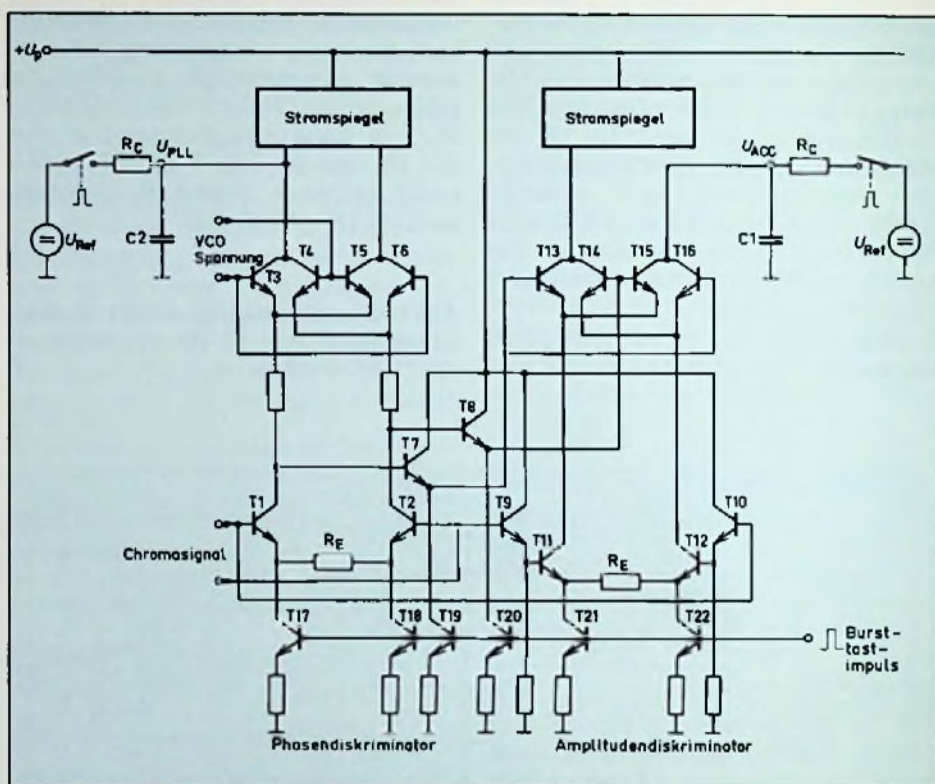 +Up
Stromspiegel
Stromspiegel
RC
UPLL
UACC
RC
URef
C2
C1
URef
VCO
Spannung
T3
T4
T5
T6
T13
T14
T15
T16
T8
T7
T1
T2
T9
T10
RE
T11
RE
T12
Chromasignal
T17
T18
T19
T20
T21
T22
Burst-
tast-
impuls
Phasendiskriminator
Amplitudendiskriminator